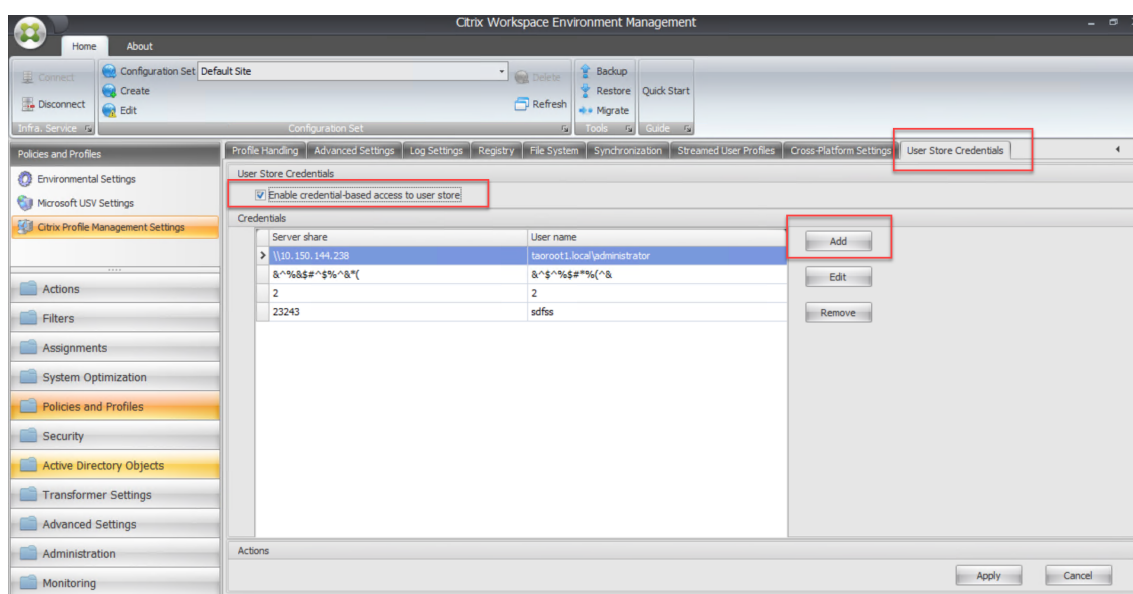 Citrix Workspace Environment Management
Home About
Connect
Disconnect
Infra. Service
Configuration Set Default Site
Create
Edit
Delete
Refresh
Configuration Set
Backup
Restore
Migrate
Tools
Quick Start
Guide
Policies and Profiles
Environmental Settings
Microsoft USV Settings
Citrix Profile Management Settings
Actions
Filters
Assignments
System Optimization
Policies and Profiles
Security
Active Directory Objects
Transformer Settings
Advanced Settings
Administration
Monitoring
Profile Handling Advanced Settings Log Settings Registry File System Synchronization Streamed User Profiles Cross-Platform Settings User Store Credentials
User Store Credentials
Enable credential-based access to user store
Credentials
Server share User name
\\10.150.144.238 taoroot1.local\administrator
&^%&$#^$%^&*( &^$^%$#*%(^&
2 2
23243 sdfss
Add
Edit
Remove
Actions
Apply Cancel